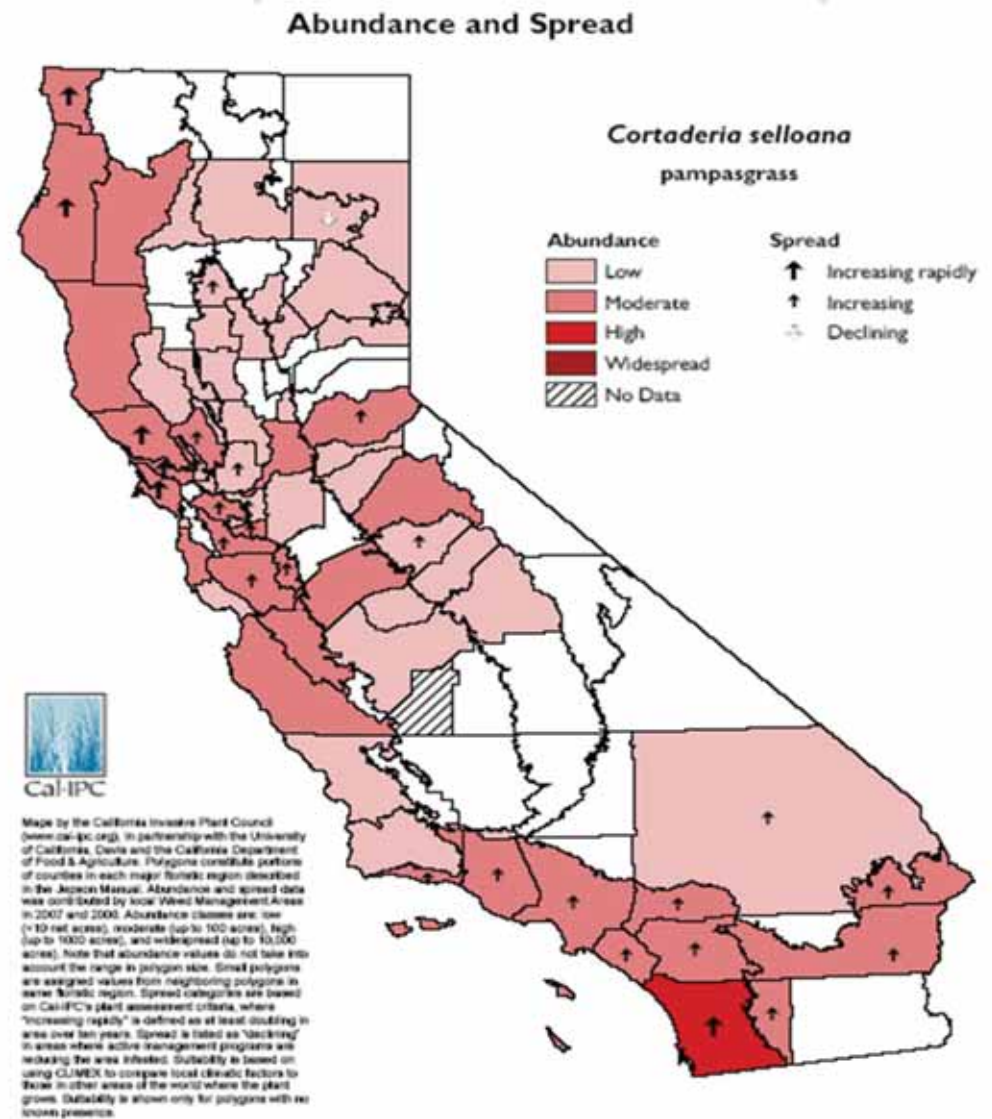 Abundance and Spread
Cortaderia selloana
pampasgrass
Abundance
Low
Moderate
High
Widespread
No Data
Spread
Increasing rapidly
Increasing
Declining
Cal-IPC
Maps by the California Invasive Plant Council
(www.cal-ipc.org), in partnership with the University
of California, Davis and the California Department
of Food & Agriculture. Polygons constitute portions
of counties in each major floristic region described
in the Jepson Manual. Abundance and spread data
was contributed by local Weed Management Areas
in 2007 and 2008. Abundance classes are: low
(<10 net acres), moderate (up to 100 acres), high
(up to 1000 acres), and widespread (up to 10,000
acres). Note that abundance values do not take into
account the range in polygon size. Small polygons
are assigned values from neighboring polygons in
same floristic region. Spread categories are based
on Cal-IPC's plant assessment criteria, where
"increasing rapidly" is defined as at least doubling in
area over ten years. Spread is listed as "declining"
in areas where active management programs are
reducing the area infested. Suitability is based on
using CLIMEX to compare local climatic factors to
those in other areas of the world where the plant
grows. Suitability is shown only for polygons with no
known presence.